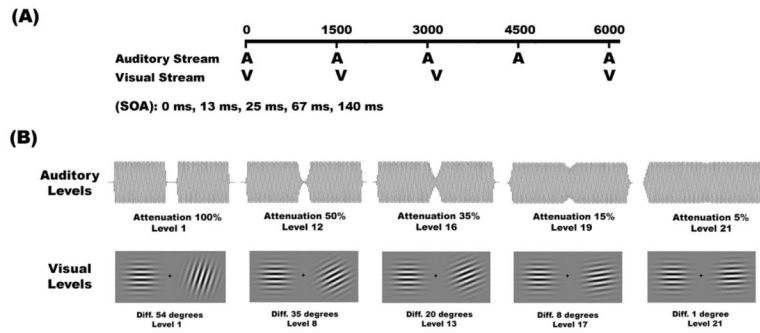 (A)
0 1500 3000 4500 6000
Auditory Stream A A A A A
Visual Stream V V V V
(SOA): 0 ms, 13 ms, 25 ms, 67 ms, 140 ms
(B)
Auditory Levels
Attenuation 100% Attenuation 50% Attenuation 35% Attenuation 15% Attenuation 5%
Level 1 Level 12 Level 16 Level 19 Level 21
Visual Levels
Diff. 54 degrees Diff. 35 degrees Diff. 20 degrees Diff. 8 degrees Diff. 1 degree
Level 1 Level 8 Level 13 Level 17 Level 21